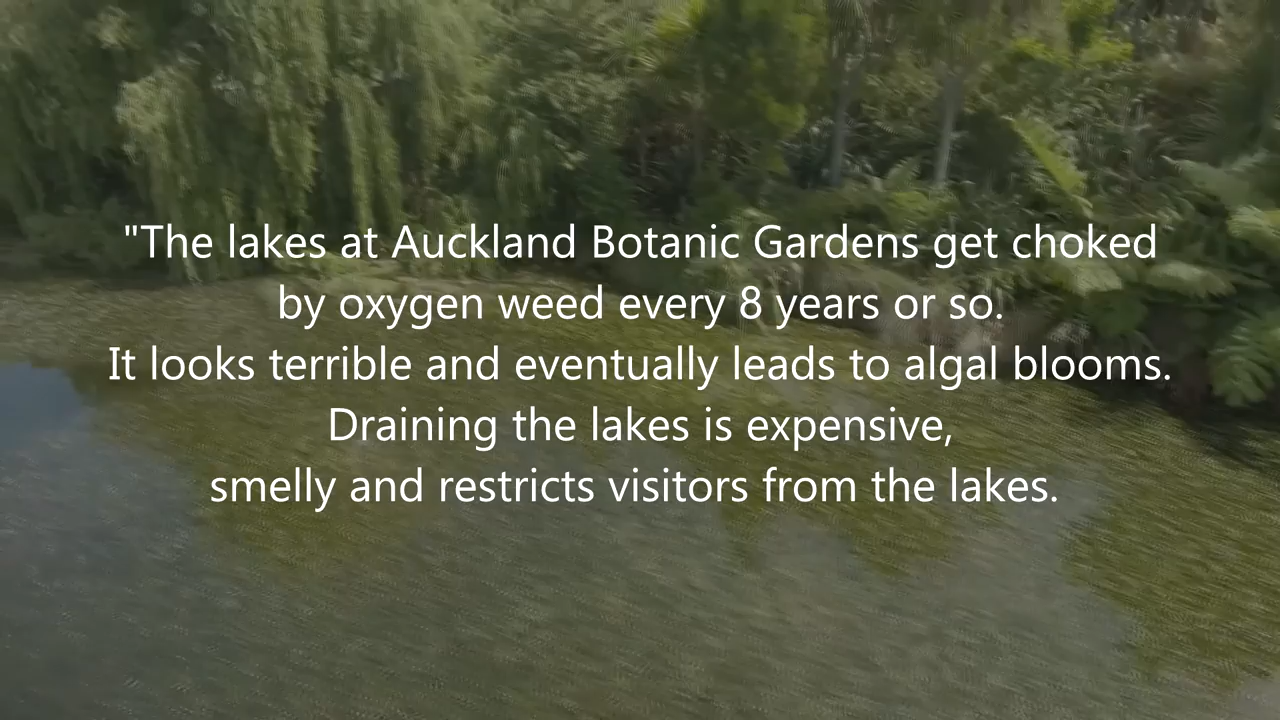 "The lakes at Auckland Botanic Gardens get choked
by oxygen weed every 8 years or so.
It looks terrible and eventually leads to algal blooms.
Draining the lakes is expensive,
smelly and restricts visitors from the lakes.